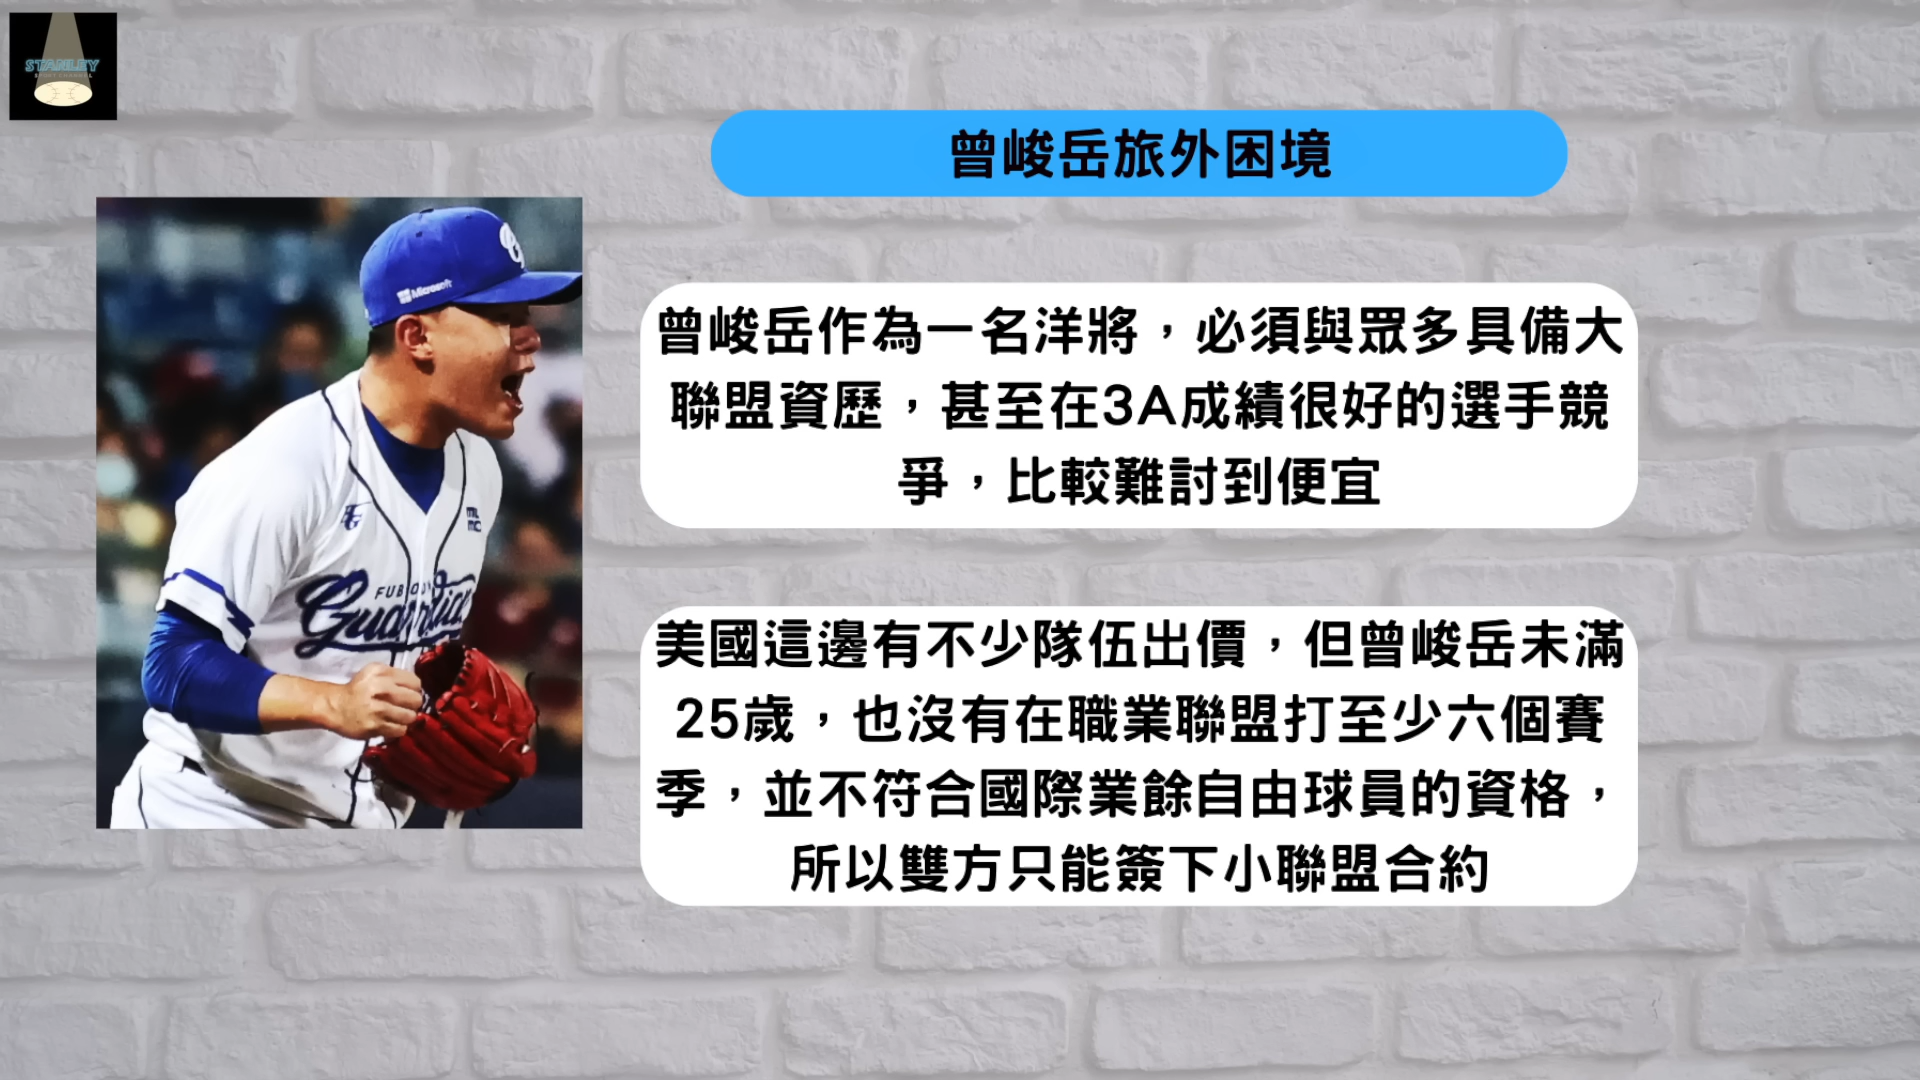 STANLEY
曾峻岳旅外困境
曾峻岳作為一名洋將，必須與眾多具備大
聯盟資歷，甚至在3A成績很好的選手競
爭，比較難討到便宜
Microsoft
FUBON
Guardians
美國這邊有不少隊伍出價，但曾峻岳未滿
25歲，也沒有在職業聯盟打至少六個賽
季，並不符合國際業餘自由球員的資格，
所以雙方只能簽下小聯盟合約